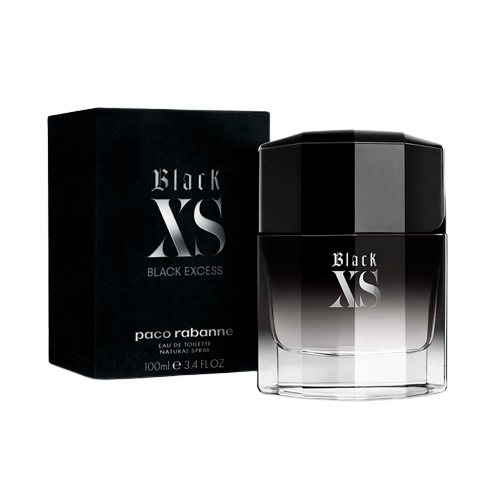 Black
XS
BLACK EXCESS
paco rabanne
EAU DE TOILETTE
NATURAL SPRAY
100ml e 3.4 FL OZ
Black
XS